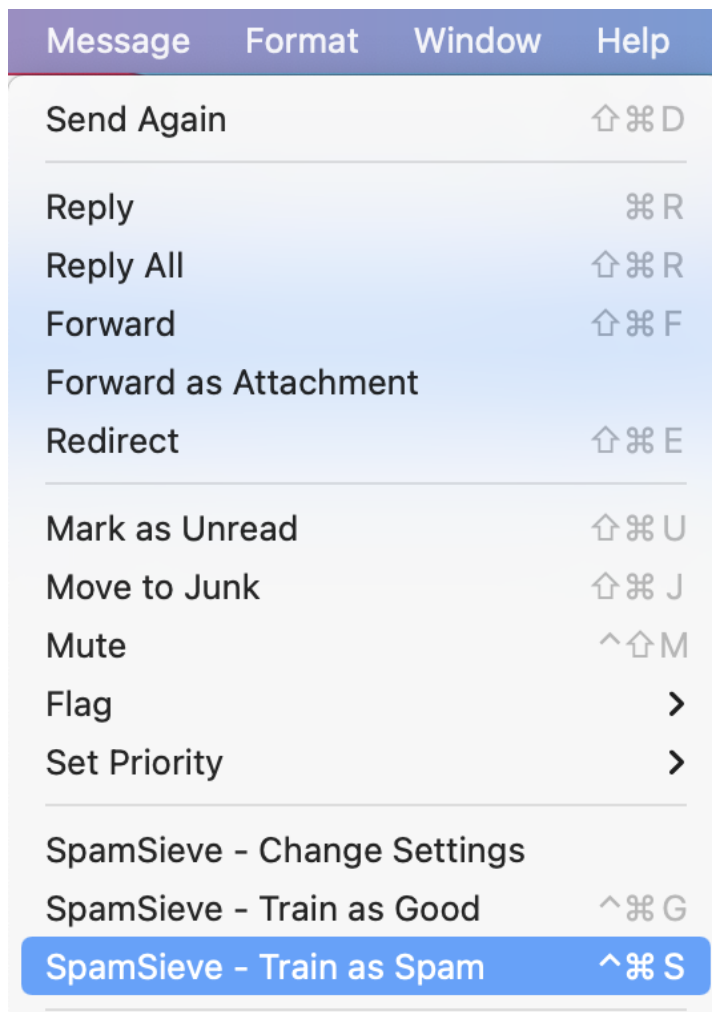 Message Format Window Help
Send Again ⇧⌘D
Reply ⌘R
Reply All ⇧⌘R
Forward ⇧⌘F
Forward as Attachment
Redirect ⇧⌘E
Mark as Unread ⇧⌘U
Move to Junk ⇧⌘J
Mute ^⇧M
Flag >
Set Priority >
SpamSieve - Change Settings
SpamSieve - Train as Good ^⌘G
SpamSieve - Train as Spam ^⌘S